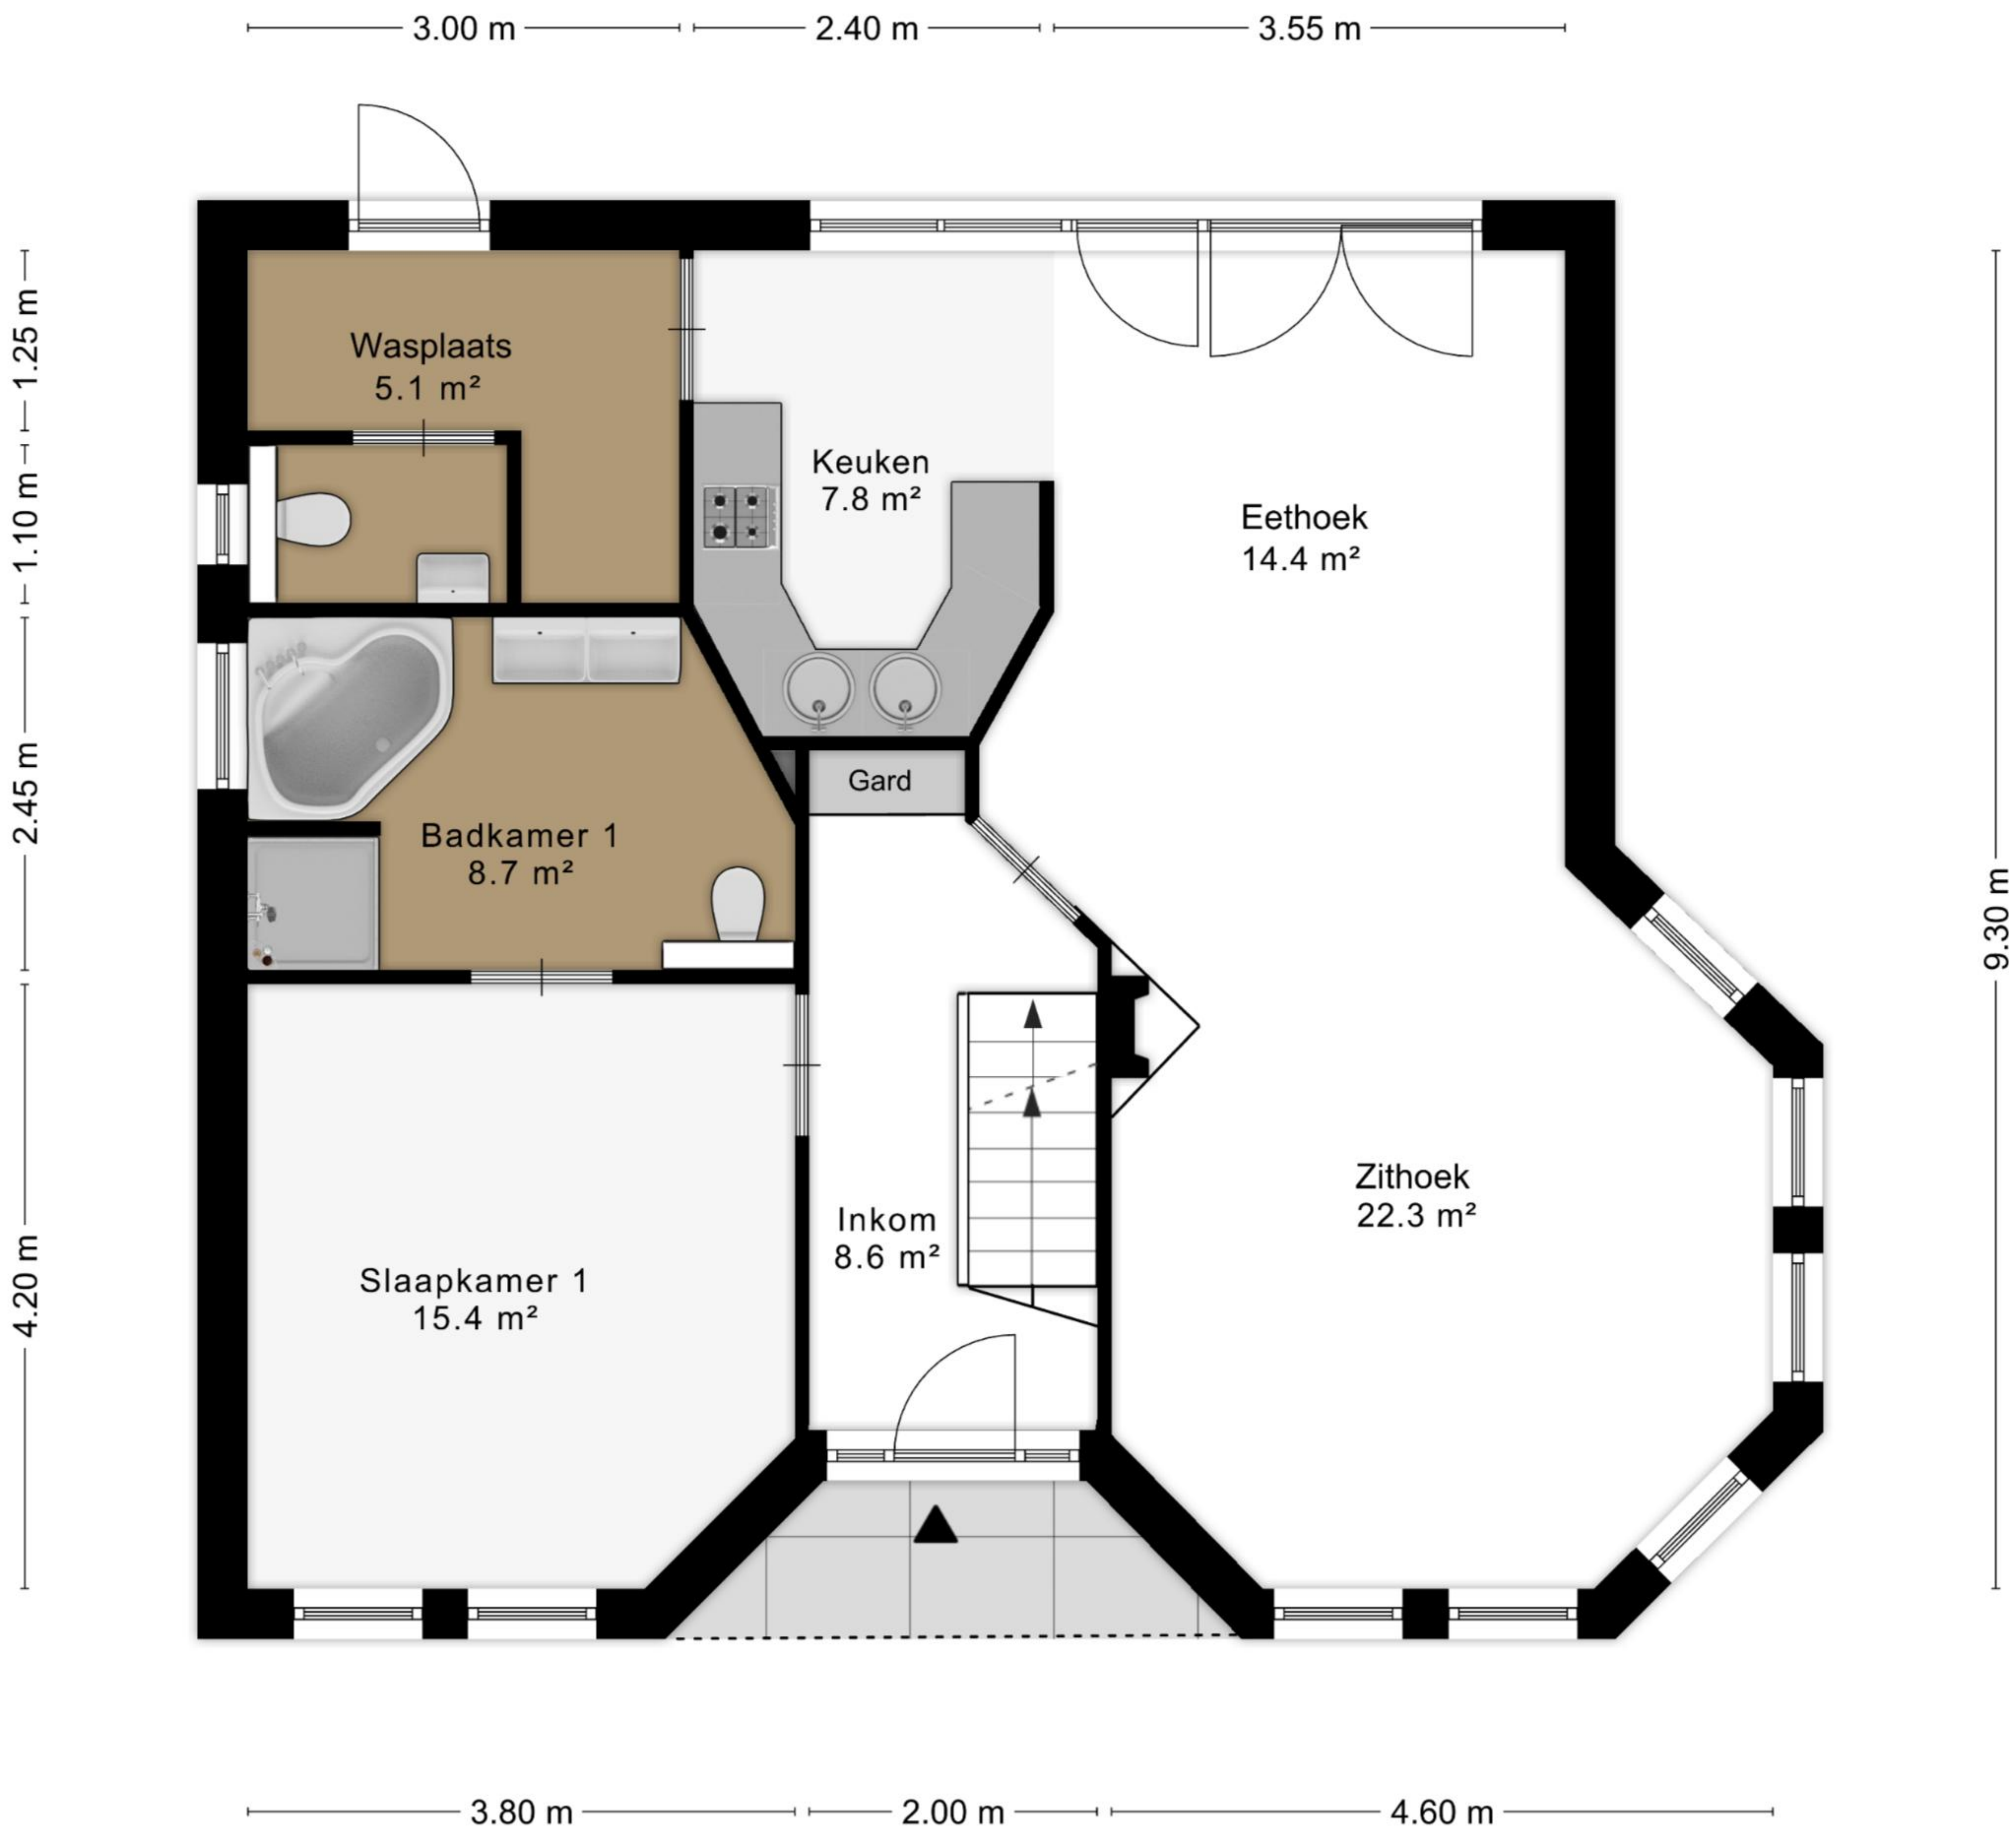 3.00 m
2.40 m
3.55 m
1.25 m
1.10 m
2.45 m
4.20 m
9.30 m
Wasplaats
5.1 m²
Keuken
7.8 m²
Eethoek
14.4 m²
Gard
Badkamer 1
8.7 m²
Zithoek
22.3 m²
Inkom
8.6 m²
Slaapkamer 1
15.4 m²
3.80 m
2.00 m
4.60 m